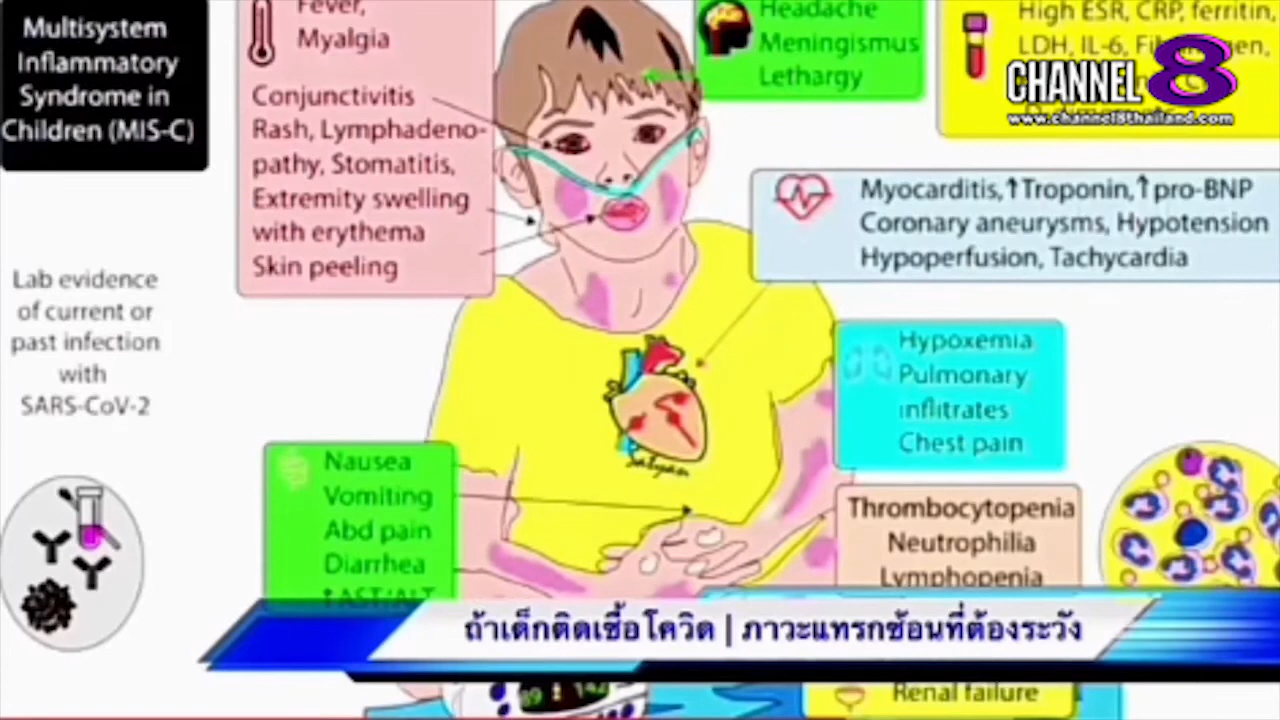 Multisystem
Inflammatory
Syndrome in
Children (MIS-C)
Lab evidence
of current or
past infection
with
SARS-CoV-2
Fever,
Myalgia
Conjunctivitis
Rash, Lymphadeno-
pathy, Stomatitis,
Extremity swelling
with erythema
Skin peeling
Headache
Meningismus
Lethargy
High ESR, CRP, ferritin,
LDH, IL-6,
CHANNEL 8
www.channel8thailand.com
Myocarditis,↑Troponin,↑pro-BNP
Coronary aneurysms, Hypotension
Hypoperfusion, Tachycardia
Hypoxemia
Pulmonary
infiltrates
Chest pain
Satyan
Nausea
Vomiting
Abd pain
Diarrhea
↑AST/ALT
Thrombocytopenia
Neutrophilia
Lymphopenia
ถ้าเด็กติดเชื้อโควิด | ภาวะแทรกซ้อนที่ต้องระวัง
89 142
Renal failure